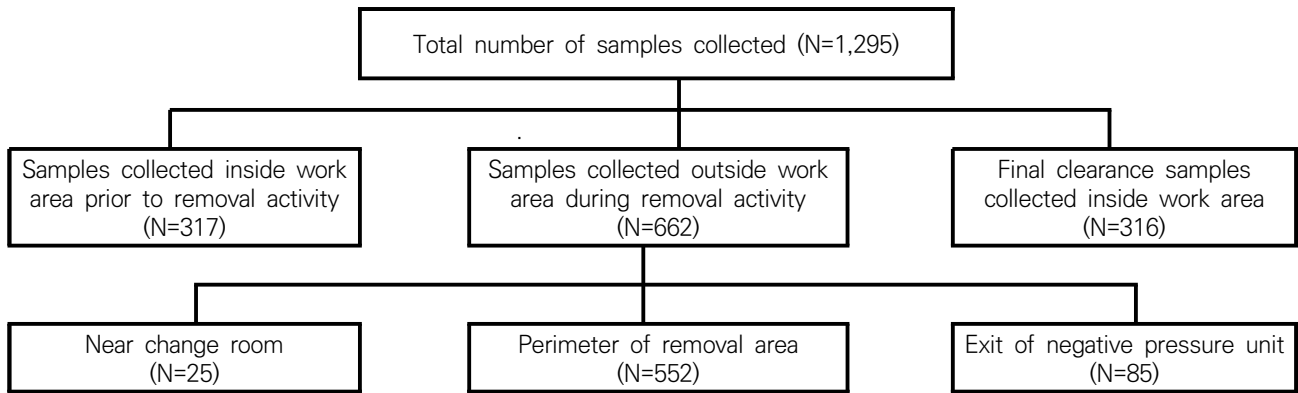 Total number of samples collected (N=1,295)
Samples collected inside work
area prior to removal activity
(N=317)
Samples collected outside work
area during removal activity
(N=662)
Final clearance samples
collected inside work area
(N=316)
Near change room
(N=25)
Perimeter of removal area
(N=552)
Exit of negative pressure unit
(N=85)